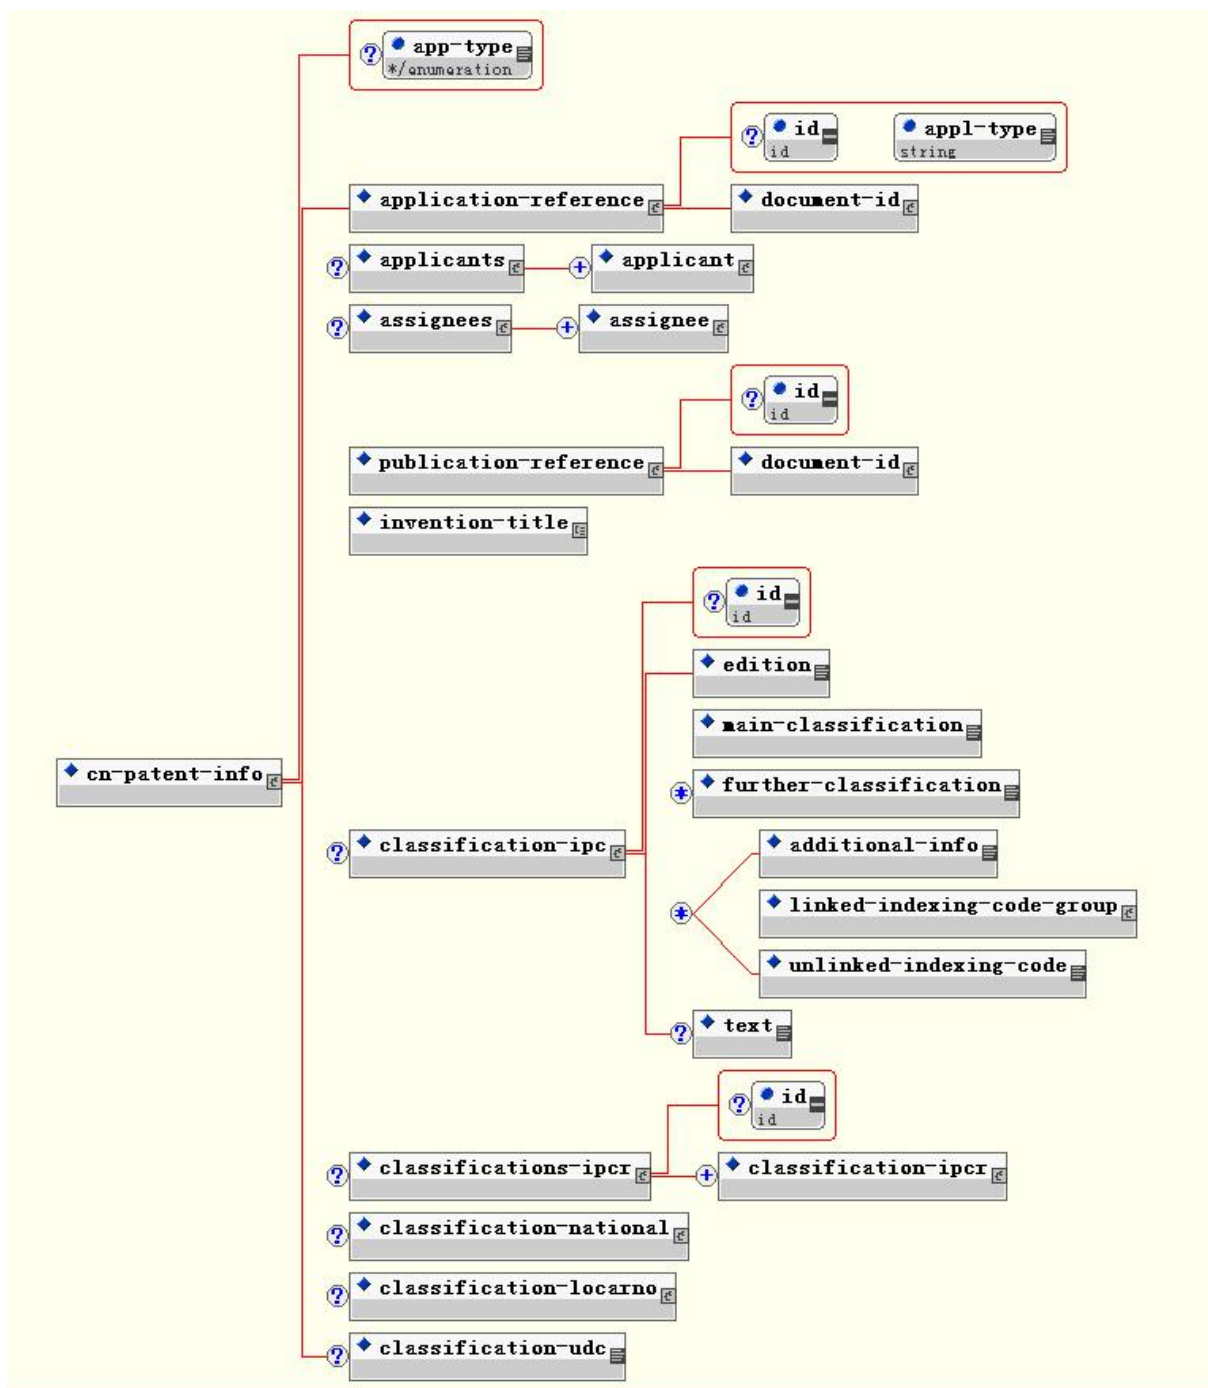 app-type
*/enumeration
id
id
appl-type
string
application-reference
document-id
applicants
applicant
assignees
assignee
id
id
publication-reference
document-id
invention-title
id
id
edition
main-classification
cn-patent-info
further-classification
classification-ipc
additional-info
linked-indexing-code-group
unlinked-indexing-code
text
id
id
classifications-ipcr
classification-ipcr
classification-national
classification-locarno
classification-udc